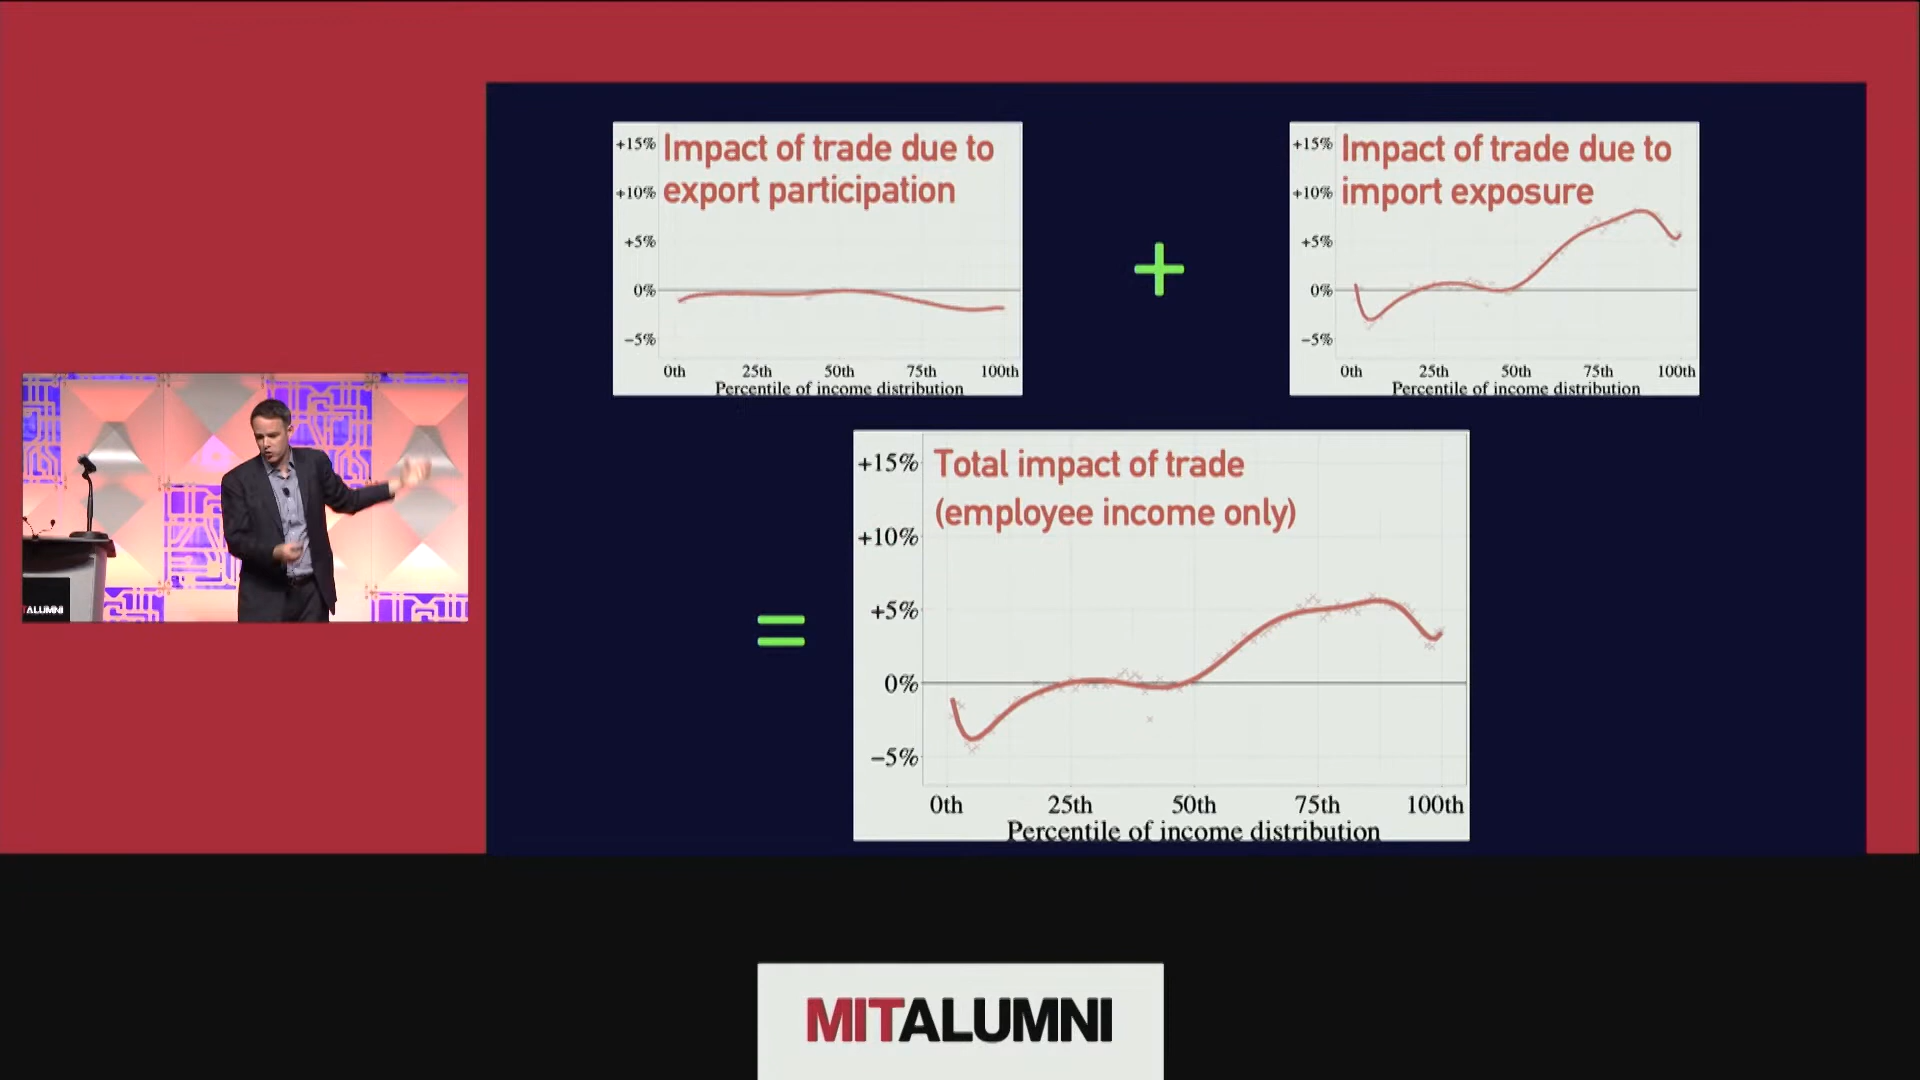 Impact of trade due to
export participation
+15%
+10%
+5%
0%
−5%
0th 25th 50th 75th 100th
Percentile of income distribution
+
Impact of trade due to
import exposure
+15%
+10%
+5%
0%
−5%
0th 25th 50th 75th 100th
Percentile of income distribution
=
Total impact of trade
(employee income only)
+15%
+10%
+5%
0%
−5%
0th 25th 50th 75th 100th
Percentile of income distribution
TALUMNI
MITALUMNI